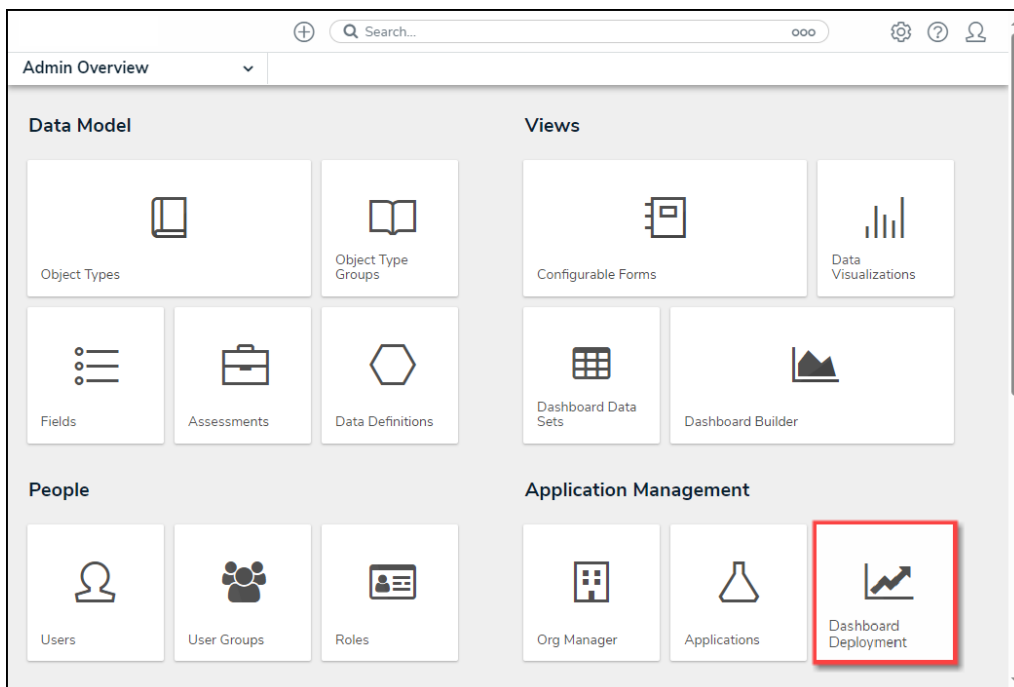 Search...
Admin Overview
Data Model
Views
Object Types
Object Type
Groups
Configurable Forms
Data
Visualizations
Fields
Assessments
Data Definitions
Dashboard Data
Sets
Dashboard Builder
People
Application Management
Users
User Groups
Roles
Org Manager
Applications
Dashboard
Deployment